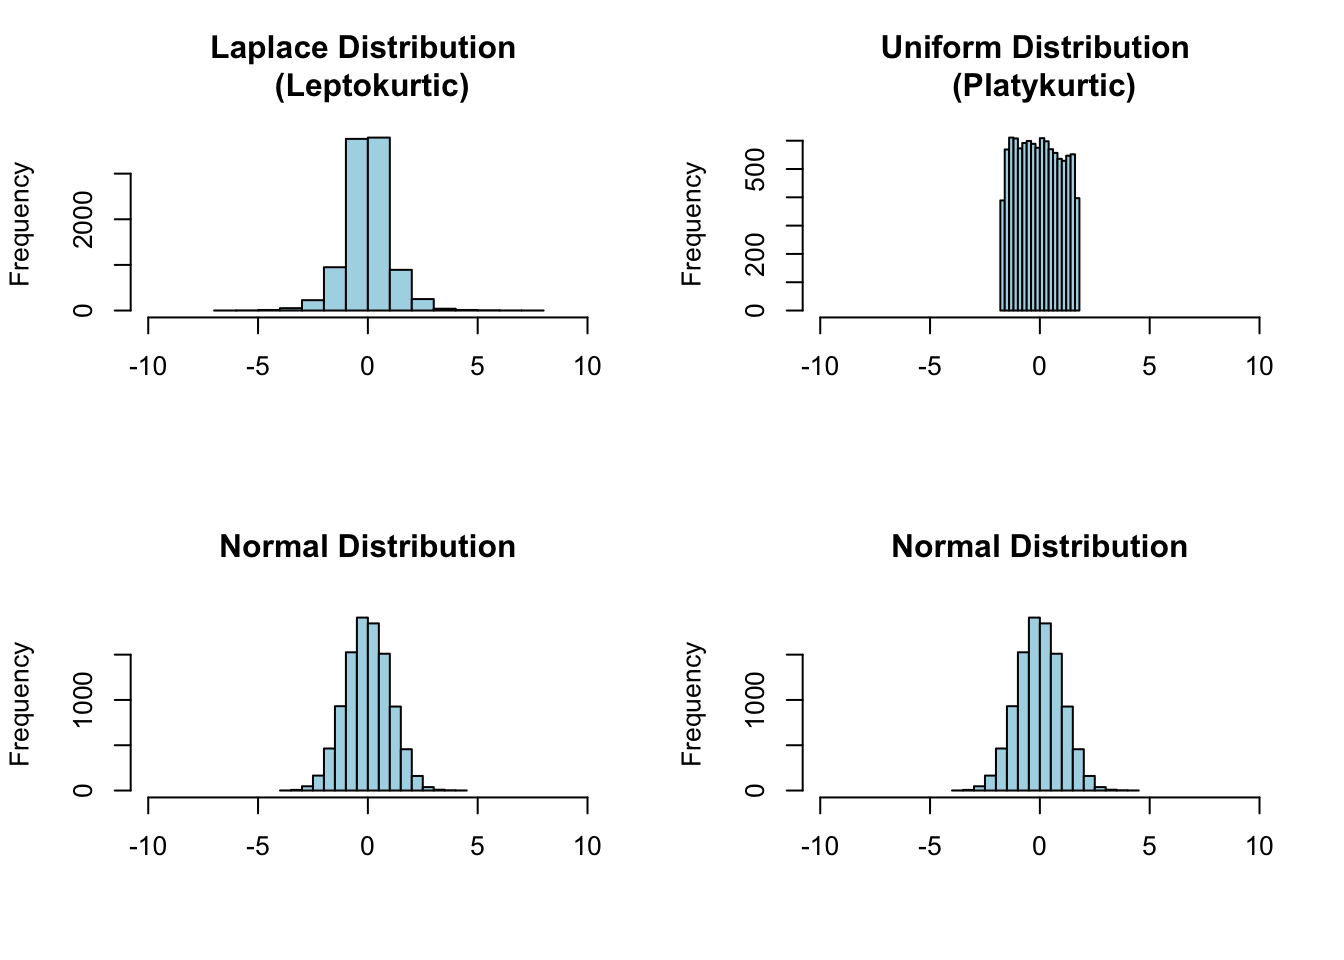 Laplace Distribution
(Leptokurtic)
Frequency
2000
0
-10 -5 0 5 10
Uniform Distribution
(Platykurtic)
Frequency
500
200
0
-10 -5 0 5 10
Normal Distribution
Frequency
1000
0
-10 -5 0 5 10
Normal Distribution
Frequency
1000
0
-10 -5 0 5 10